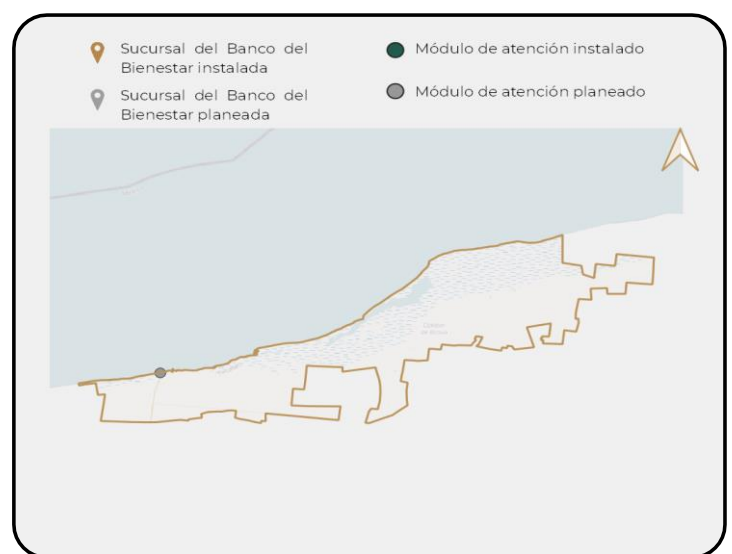 Sucursal del Banco del
Bienestar instalada
Sucursal del Banco del
Bienestar planeada
Módulo de atención instalado
Módulo de atención planeado